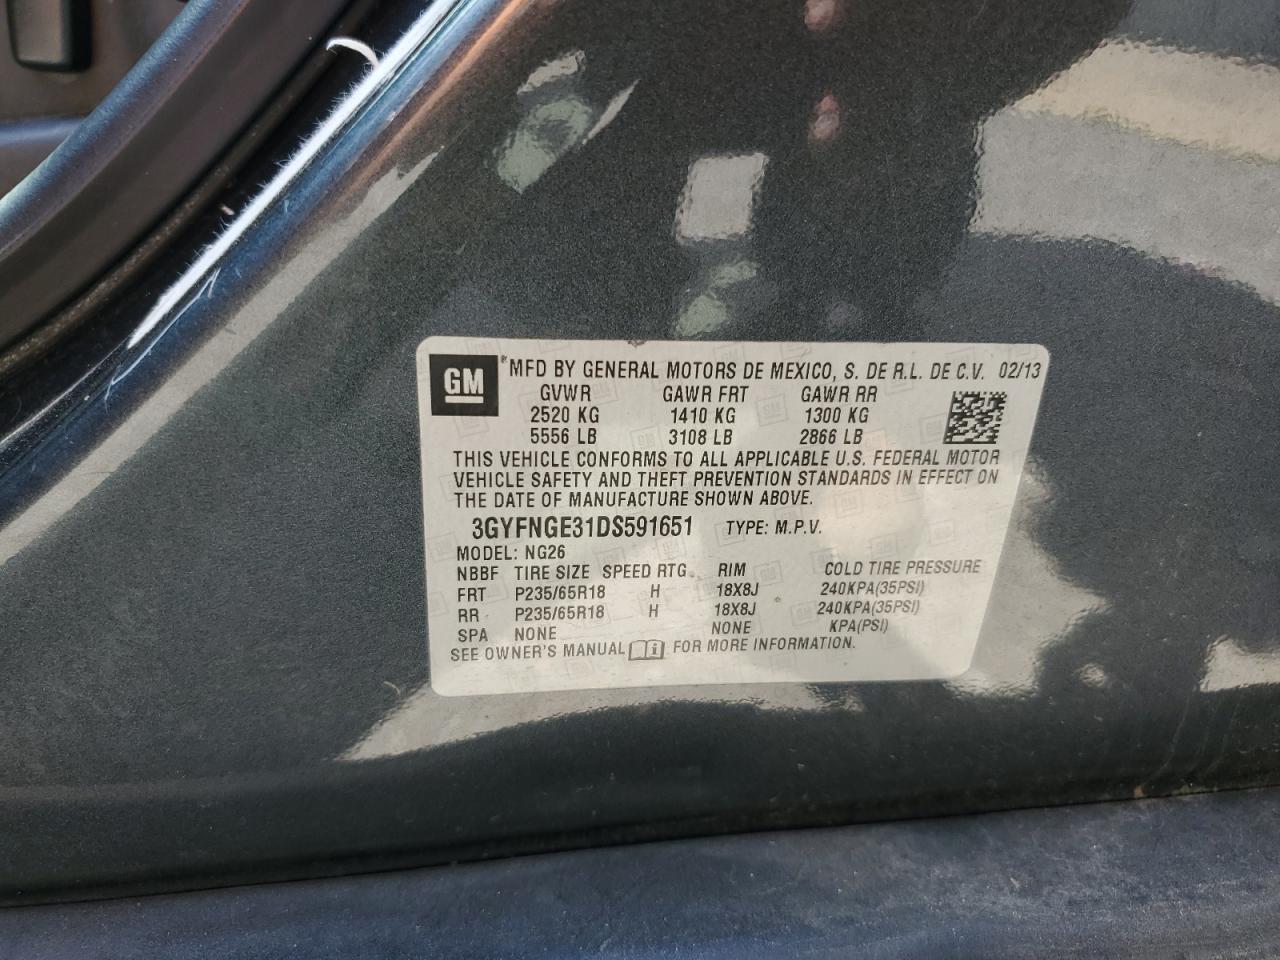 GM
MFD BY GENERAL MOTORS DE MEXICO, S. DE R.L. DE C.V. 02/13
GVWR GAWR FRT GAWR RR
2520 KG 1410 KG 1300 KG
5556 LB 3108 LB 2866 LB
THIS VEHICLE CONFORMS TO ALL APPLICABLE U.S. FEDERAL MOTOR
VEHICLE SAFETY AND THEFT PREVENTION STANDARDS IN EFFECT ON
THE DATE OF MANUFACTURE SHOWN ABOVE.
3GYFNGE31DS591651 TYPE: M.P.V.
MODEL: NG26
NBBF TIRE SIZE SPEED RTG RIM COLD TIRE PRESSURE
FRT P235/65R18 H 18X8J 240KPA(35PSI)
RR P235/65R18 H 18X8J 240KPA(35PSI)
SPA NONE NONE KPA(PSI)
SEE OWNER'S MANUAL FOR MORE INFORMATION.